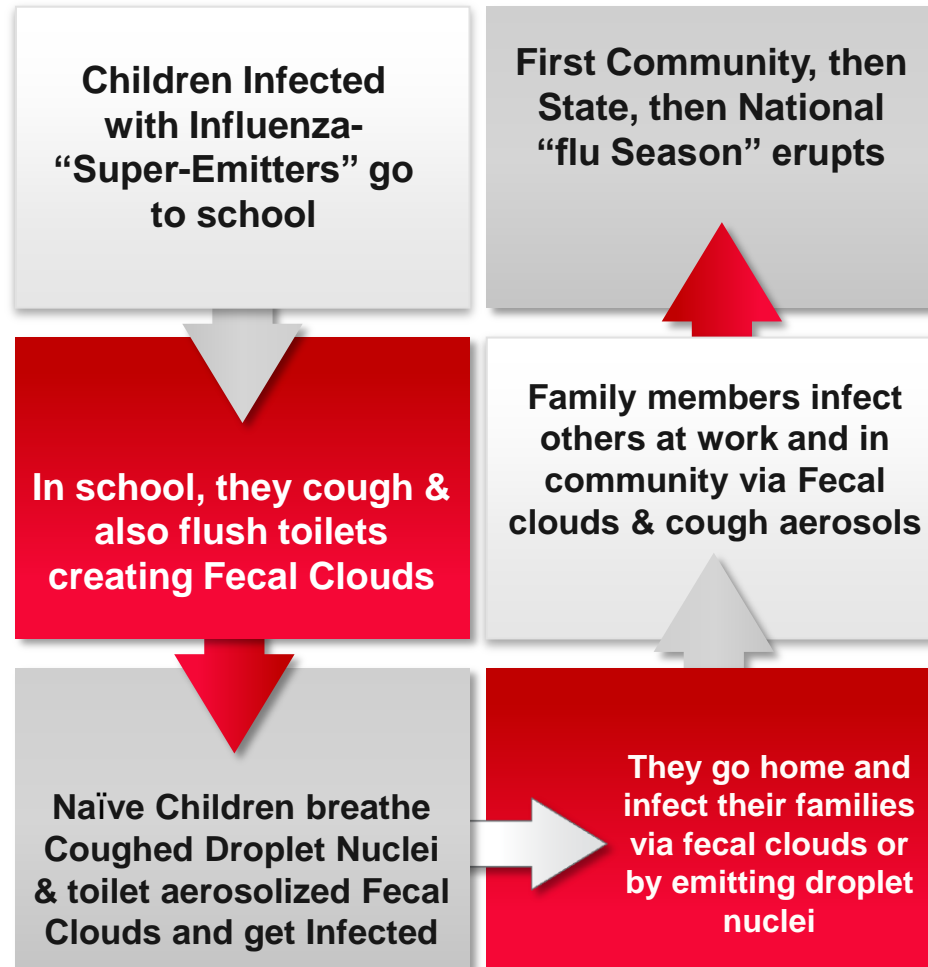 Children Infected
with Influenza-
“Super-Emitters” go
to school
In school, they cough &
also flush toilets
creating Fecal Clouds
Naïve Children breathe
Coughed Droplet Nuclei
& toilet aerosolized Fecal
Clouds and get Infected
They go home and
infect their families
via fecal clouds or
by emitting droplet
nuclei
Family members infect
others at work and in
community via Fecal
clouds & cough aerosols
First Community, then
State, then National
“flu Season” erupts